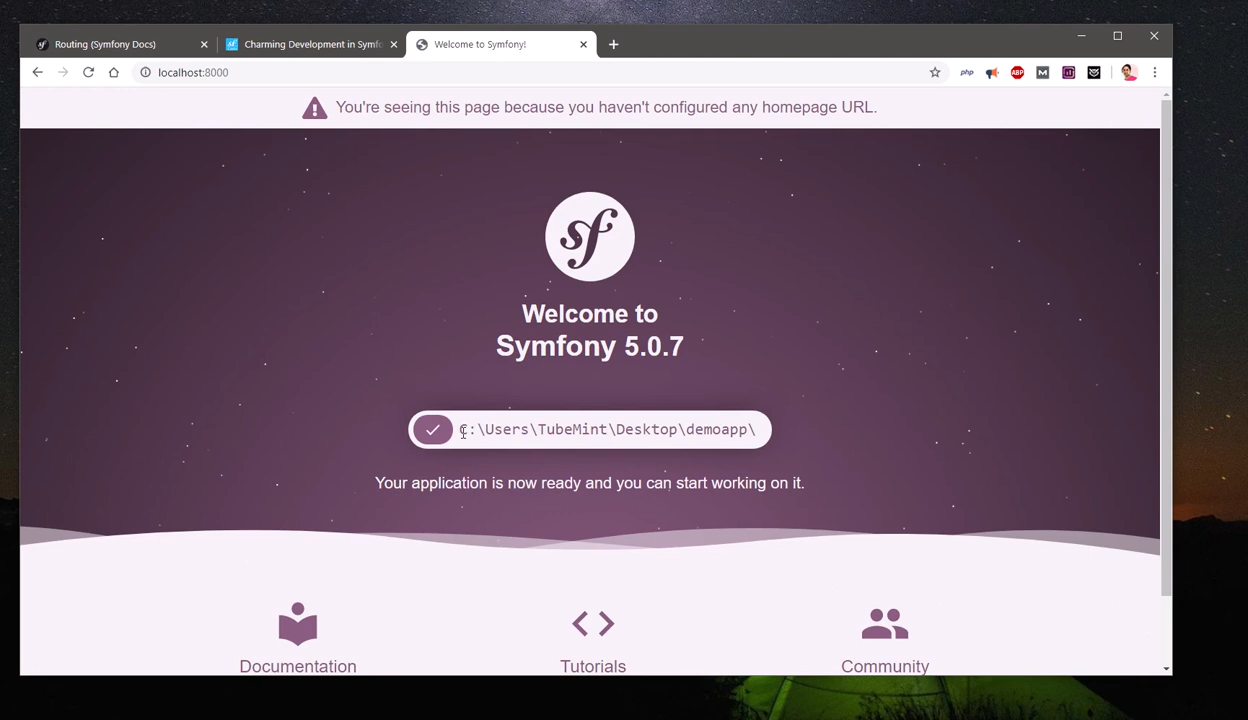 Routing (Symfony Docs)
Charming Development in Symfo
Welcome to Symfony!
localhost:8000
php
ABP
You're seeing this page because you haven't configured any homepage URL.
sf
Welcome to
Symfony 5.0.7
C:\Users\TubeMint\Desktop\demoapp\
Your application is now ready and you can start working on it.
Documentation
Tutorials
Community